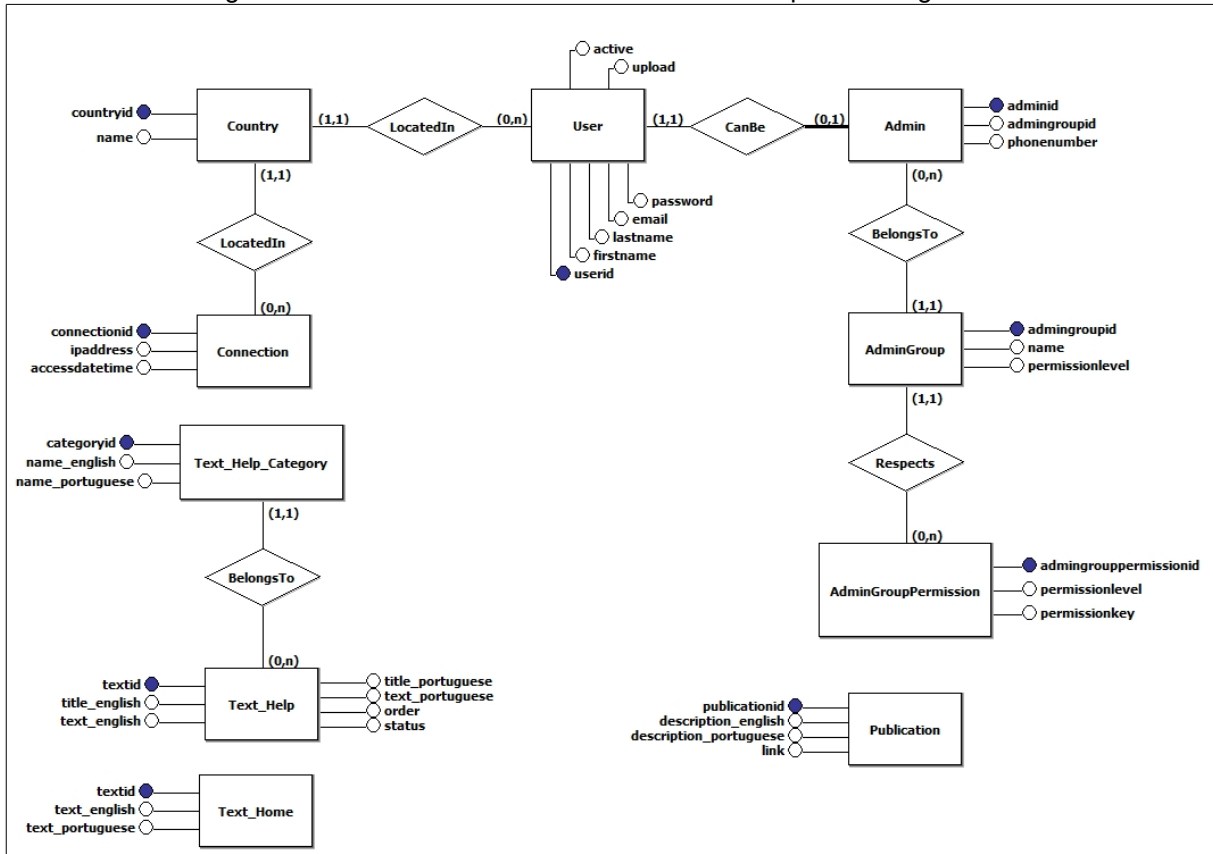 active
upload
countryid
name
Country
(1,1)
LocatedIn
(0,n)
User
(1,1)
CanBe
(0,1)
Admin
adminid
admingroupid
phonenumber
password
email
lastname
firstname
userid
(1,1)
LocatedIn
(0,n)
connectionid
ipaddress
accessdatetime
Connection
(0,n)
BelongsTo
(1,1)
AdminGroup
admingroupid
name
permissionlevel
(1,1)
Respects
(0,n)
AdminGroupPermission
admingrouppermissionid
permissionlevel
permissionkey
categoryid
name_english
name_portuguese
Text_Help_Category
(1,1)
BelongsTo
(0,n)
textid
title_english
text_english
Text_Help
title_portuguese
text_portuguese
order
status
publicationid
description_english
description_portuguese
link
Publication
textid
text_english
text_portuguese
Text_Home